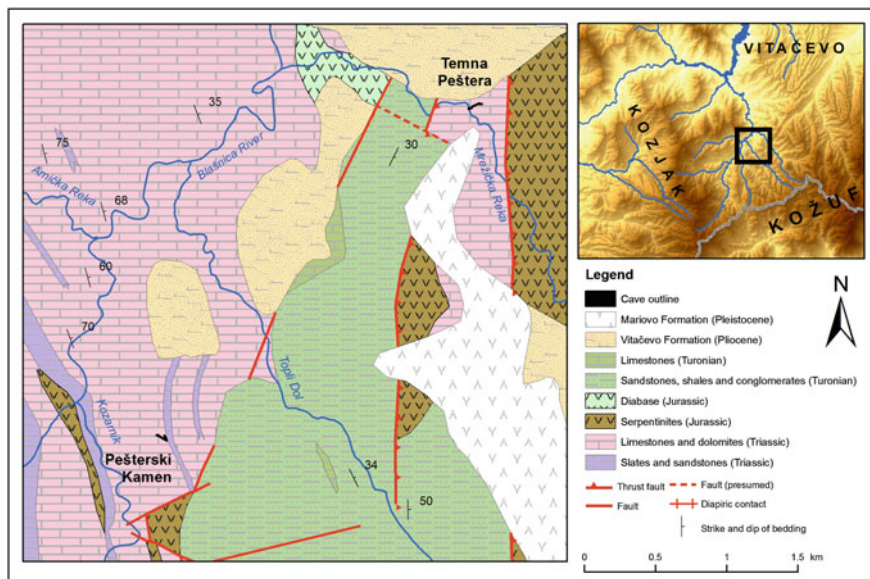 Temna
Peštera
35
75
Blašnica River
30
Arnička Reka
68
Mrežička Reka
60
70
Topli Dol
Kozarnik
Pešterski
Kamen
34
50
VITAČEVO
KOZJAK
KOŽUF
Legend
N
Cave outline
Mariovo Formation (Pleistocene)
Vitačevo Formation (Pliocene)
Limestones (Turonian)
Sandstones, shales and conglomerates (Turonian)
Diabase (Jurassic)
Serpentinites (Jurassic)
Limestones and dolomites (Triassic)
Slates and sandstones (Triassic)
Thrust fault
Fault (presumed)
Fault
Diapiric contact
Strike and dip of bedding
0 0.5 1 1.5 km